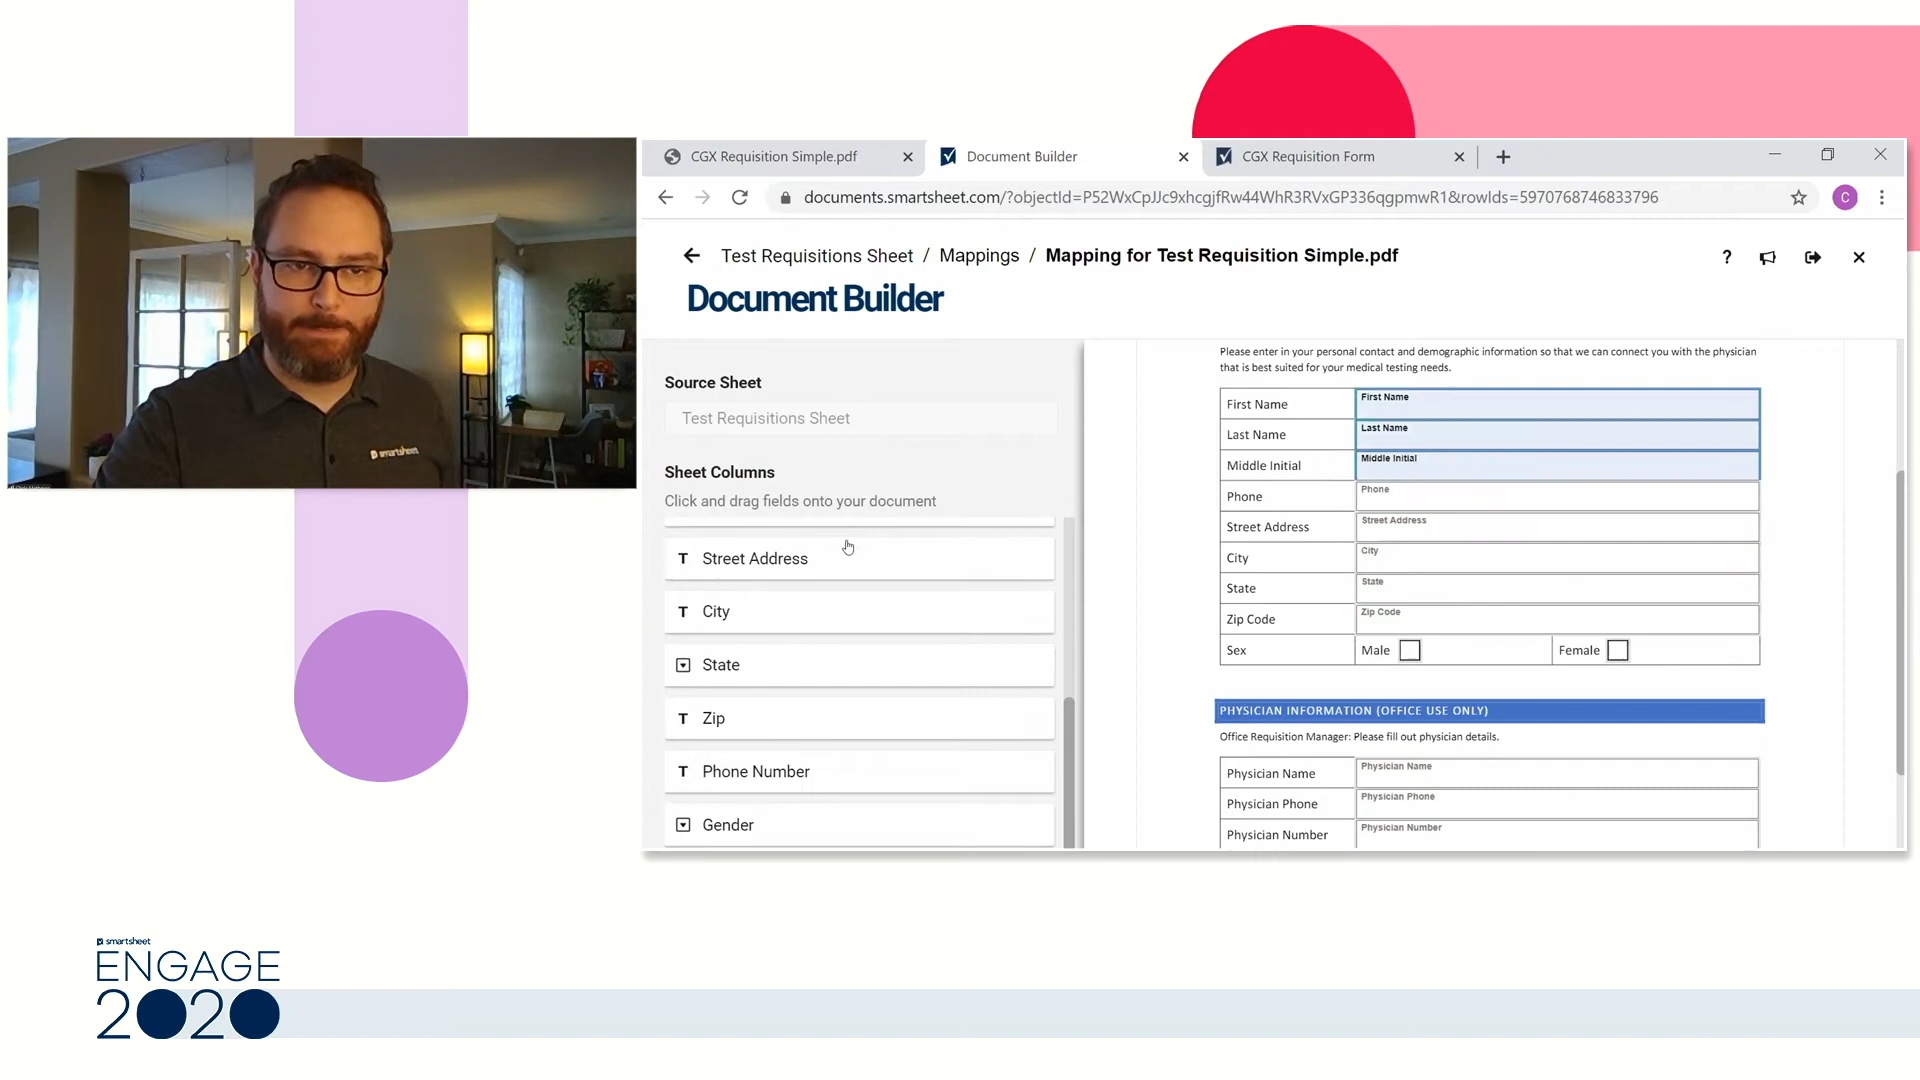 CGX Requisition Simple.pdf
Document Builder
CGX Requisition Form
documents.smartsheet.com/?objectId=P52WxCpJJc9xhcgjfRw44WhR3RVxGP336qgpmwR1&rowIds=5970768746833796
C
Test Requisitions Sheet / Mappings / Mapping for Test Requisition Simple.pdf
?
Document Builder
Source Sheet
Test Requisitions Sheet
Sheet Columns
Click and drag fields onto your document
T Street Address
T City
State
T Zip
T Phone Number
Gender
Please enter in your personal contact and demographic information so that we can connect you with the physician
that is best suited for your medical testing needs.
First Name First Name
Last Name Last Name
Middle Initial Middle Initial
Phone Phone
Street Address Street Address
City City
State State
Zip Code Zip Code
Sex Male Female
PHYSICIAN INFORMATION (OFFICE USE ONLY)
Office Requisition Manager: Please fill out physician details.
Physician Name Physician Name
Physician Phone Physician Phone
Physician Number Physician Number
smartsheet
smartsheet
ENGAGE
2020